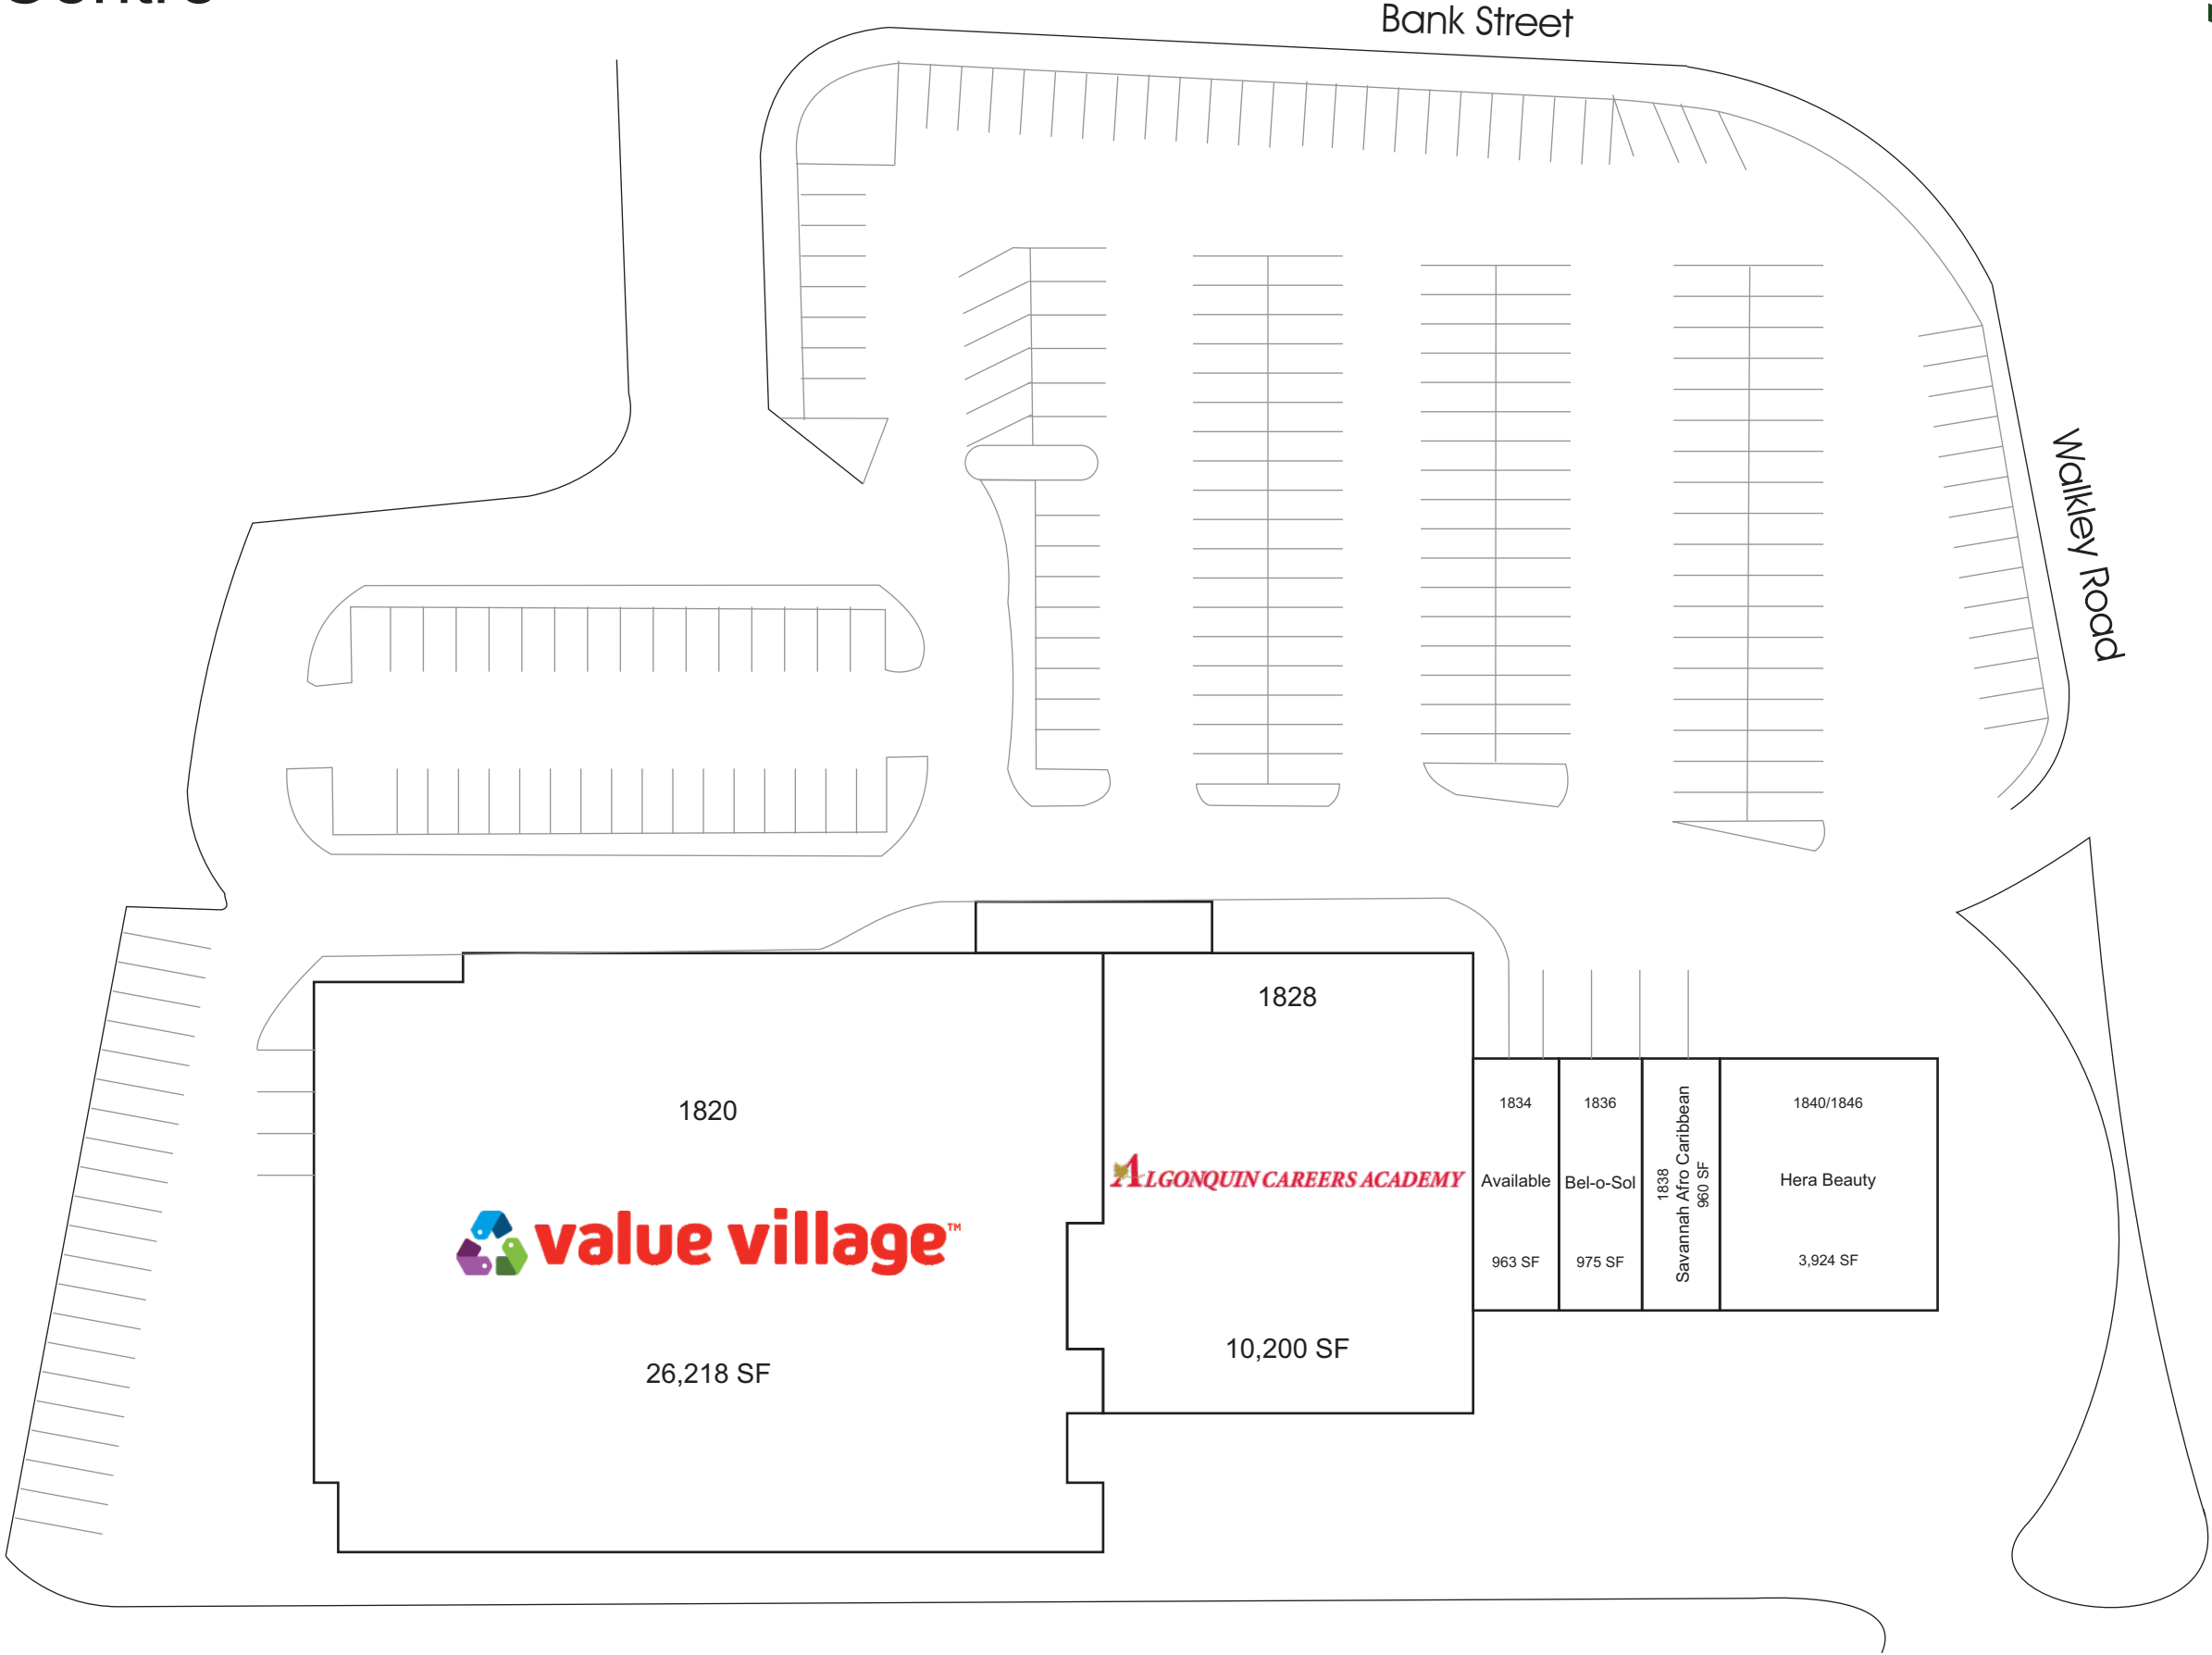 Bank Street
Walkley Road
1820
value village™
26,218 SF
1828
ALGONQUIN CAREERS ACADEMY
10,200 SF
1834
Available
963 SF
1836
Bel-o-Sol
975 SF
1838
Savannah Afro Caribbean
960 SF
1840/1846
Hera Beauty
3,924 SF